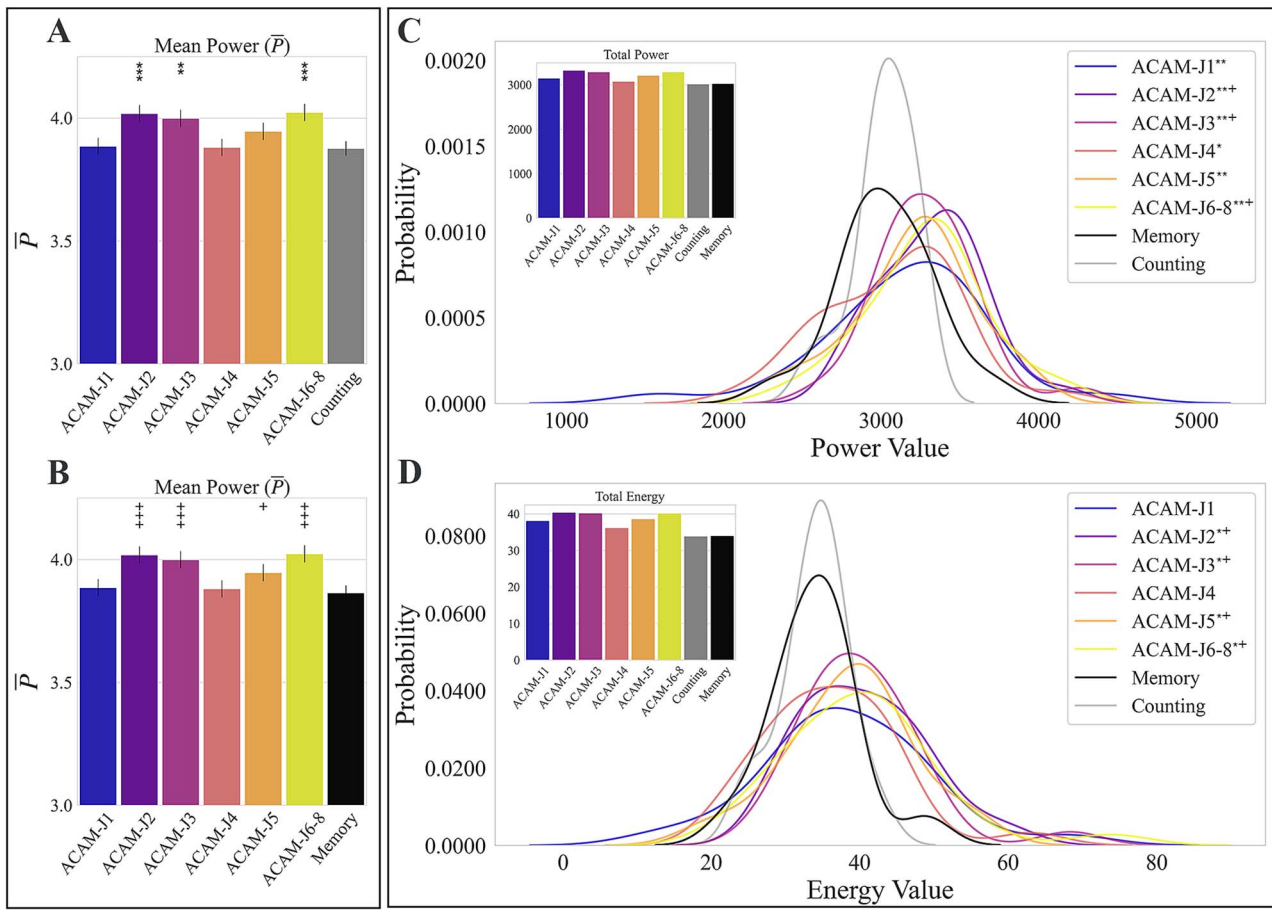 A
Mean Power (P̅)
***
**
***
4.0
3.5
3.0
P̅
ACAM-J1
ACAM-J2
ACAM-J3
ACAM-J4
ACAM-J5
ACAM-J6-8
Counting
B
Mean Power (P̅)
+++
+++
+
+++
4.0
3.5
3.0
P̅
ACAM-J1
ACAM-J2
ACAM-J3
ACAM-J4
ACAM-J5
ACAM-J6-8
Memory
C
0.0020
0.0015
0.0010
0.0005
0.0000
Probability
1000
2000
3000
4000
5000
Power Value
Total Power
3000
2000
1000
0
ACAM-J1
ACAM-J2
ACAM-J3
ACAM-J4
ACAM-J5
ACAM-J6-8
Counting
Memory
ACAM-J1**
ACAM-J2**+
ACAM-J3**+
ACAM-J4*
ACAM-J5**
ACAM-J6-8**+
Memory
Counting
D
0.0800
0.0600
0.0400
0.0200
0.0000
Probability
0
20
40
60
80
Energy Value
Total Energy
40
30
20
10
0
ACAM-J1
ACAM-J2
ACAM-J3
ACAM-J4
ACAM-J5
ACAM-J6-8
Counting
Memory
ACAM-J1
ACAM-J2*+
ACAM-J3*+
ACAM-J4
ACAM-J5*+
ACAM-J6-8*+
Memory
Counting